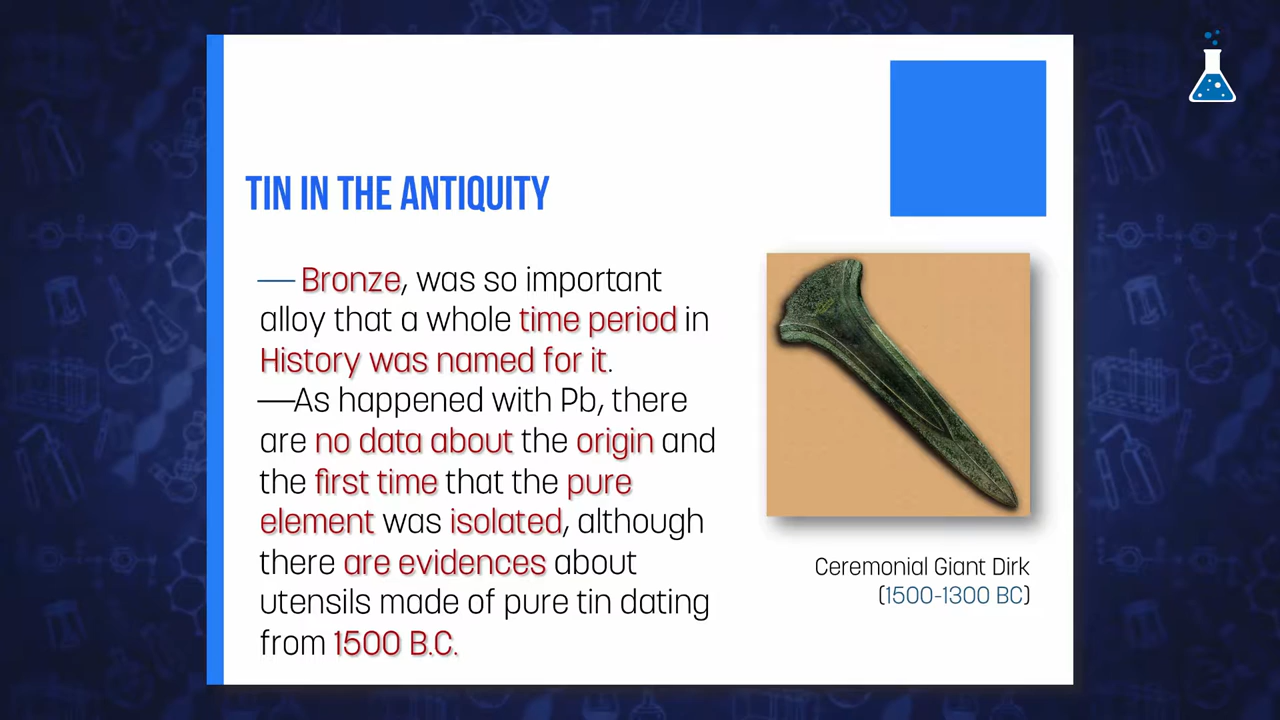 TIN IN THE ANTIQUITY
— Bronze, was so important
alloy that a whole time period in
History was named for it.
—As happened with Pb, there
are no data about the origin and
the first time that the pure
element was isolated, although
there are evidences about
utensils made of pure tin dating
from 1500 B.C.
Ceremonial Giant Dirk
(1500-1300 BC)